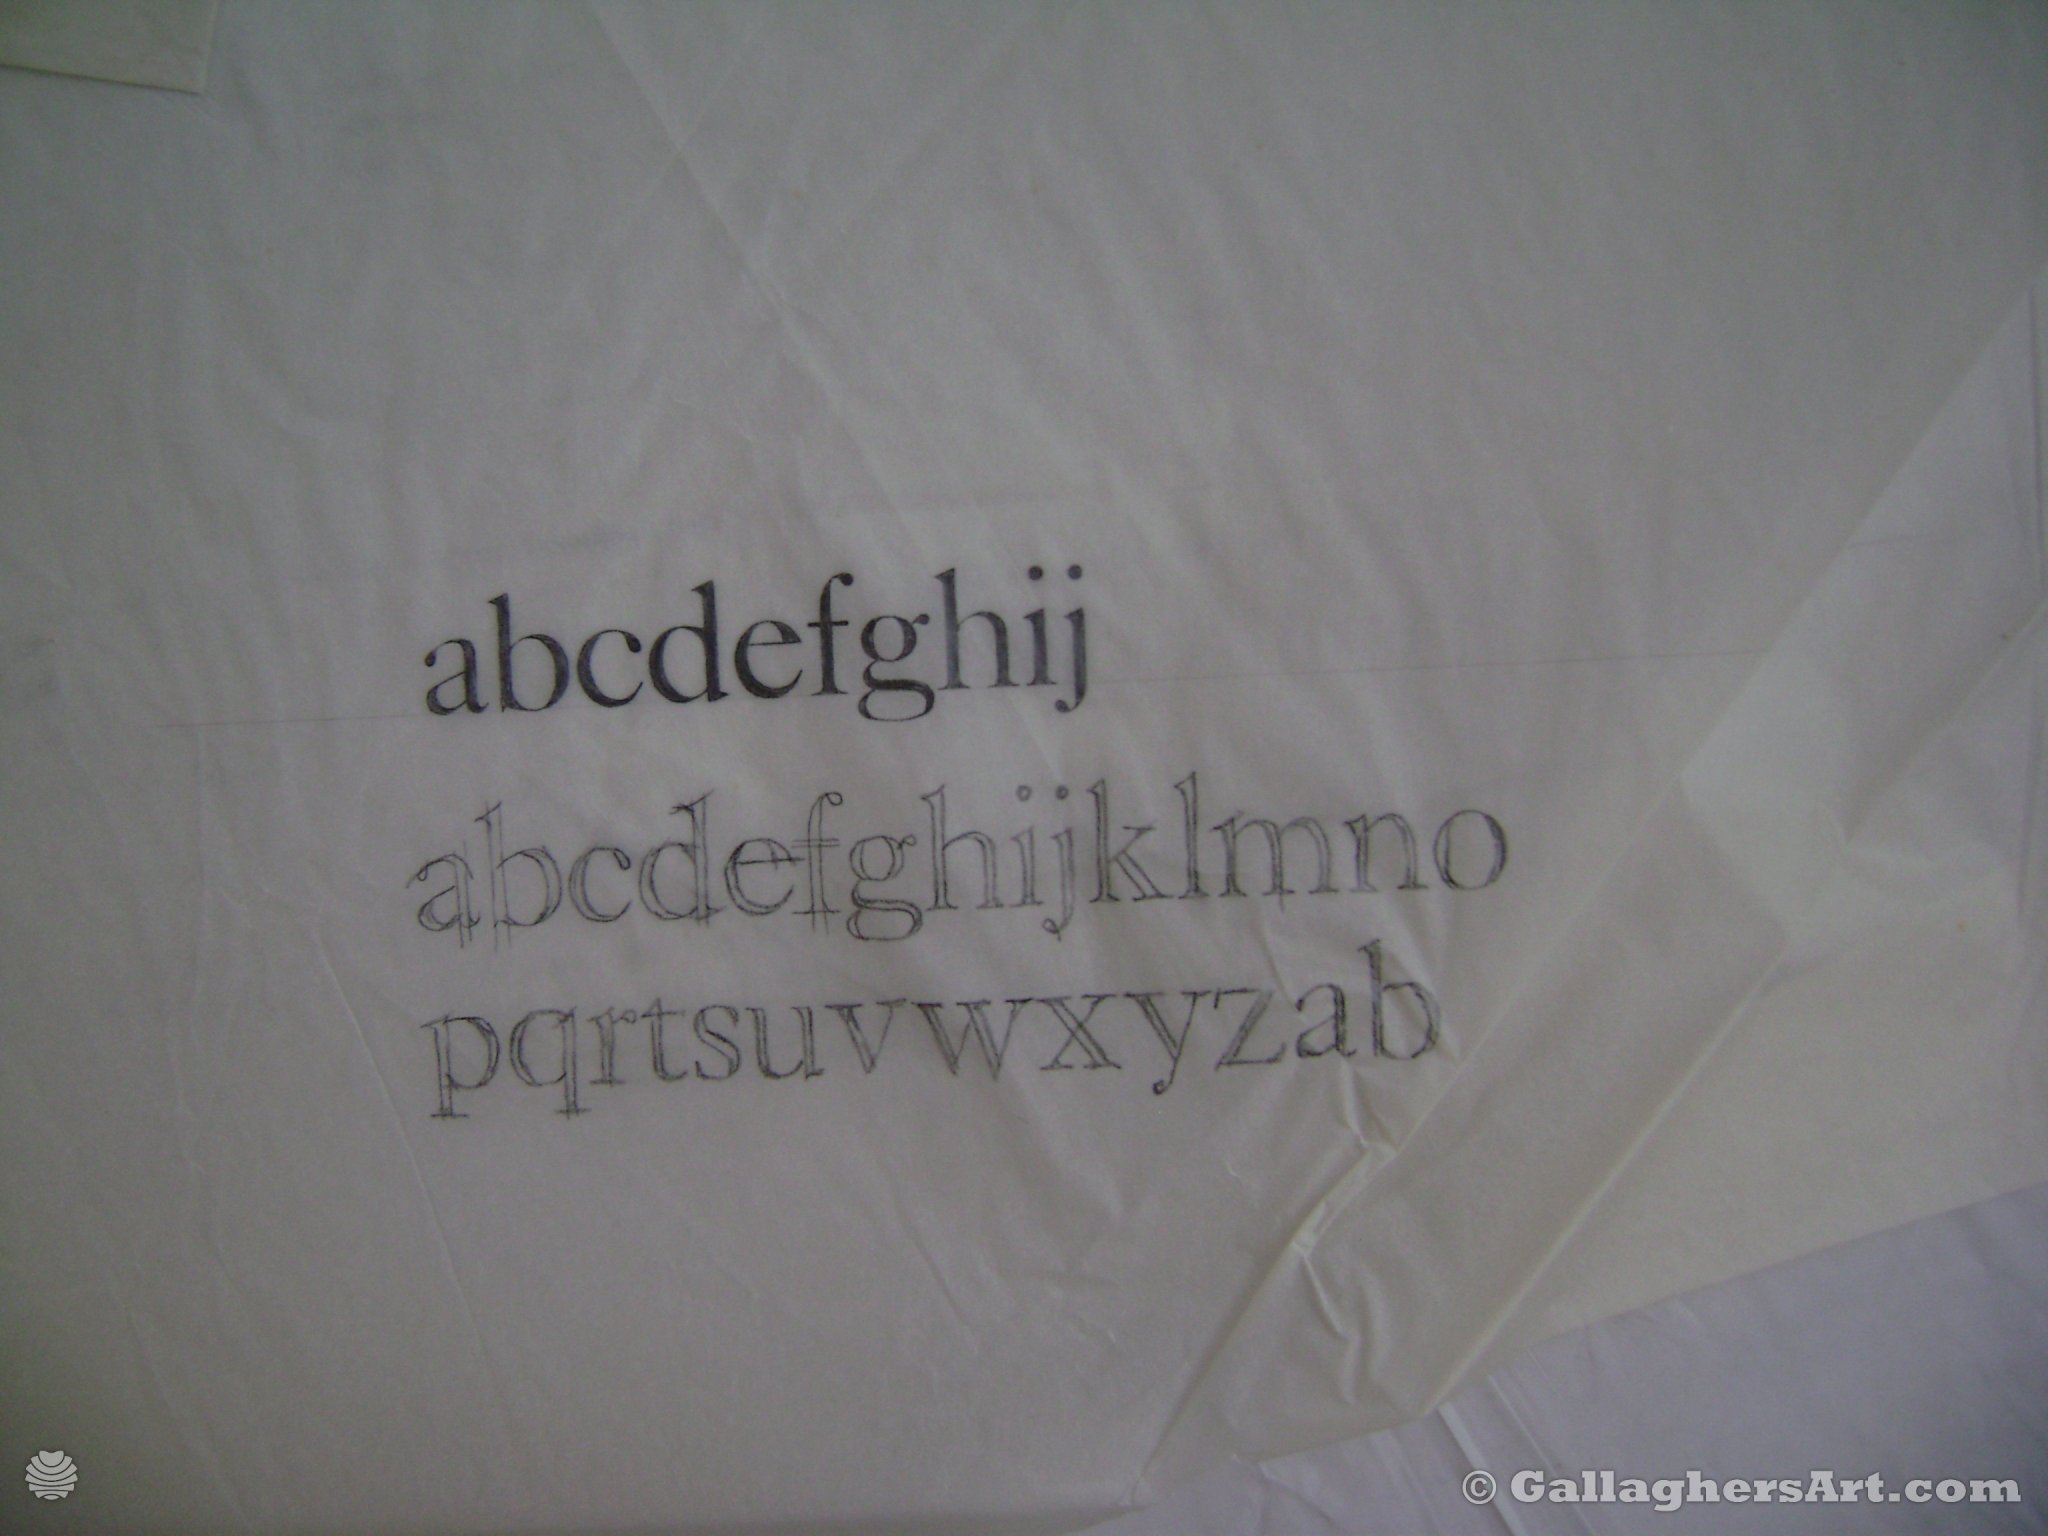 abcdefghij
abcdefghijklmno
pqrtsuvwxyzab
© GallaghersArt.com